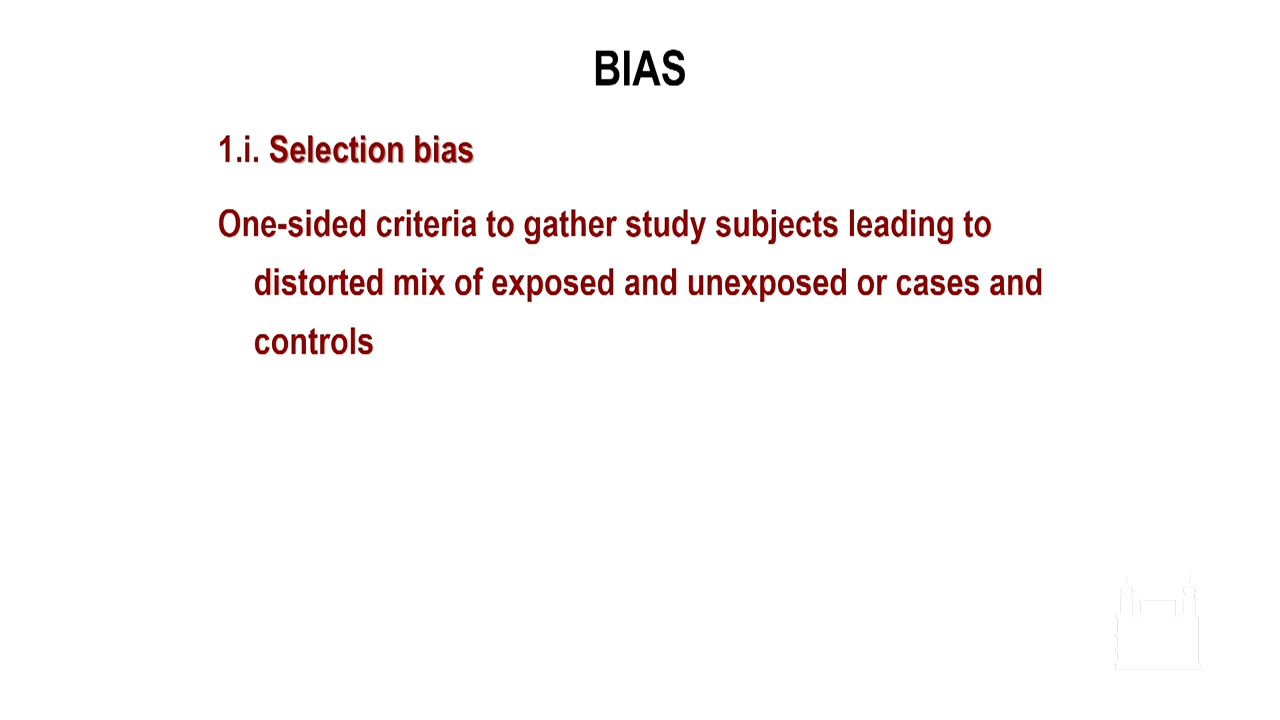 BIAS
1.i. Selection bias
One-sided criteria to gather study subjects leading to
distorted mix of exposed and unexposed or cases and
controls